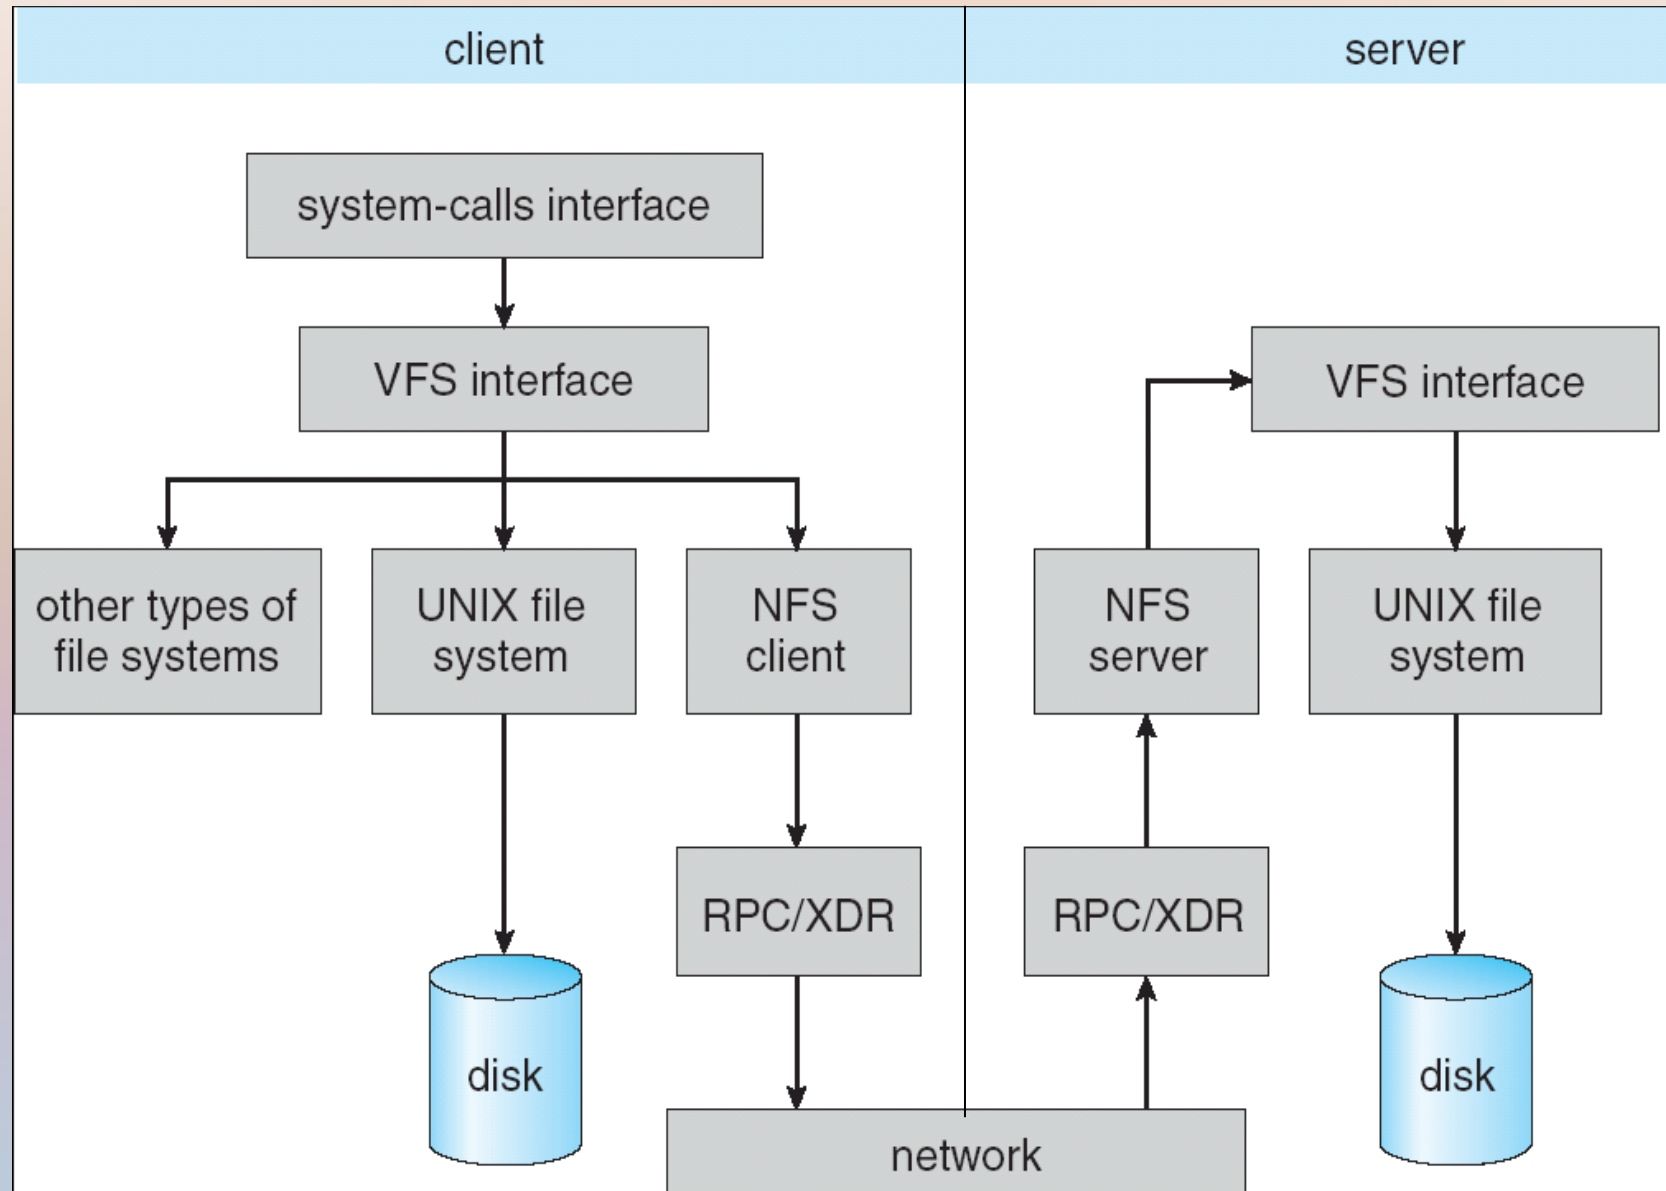 client
server
system-calls interface
VFS interface
VFS interface
other types of
file systems
UNIX file
system
NFS
client
NFS
server
UNIX file
system
RPC/XDR
RPC/XDR
disk
disk
network